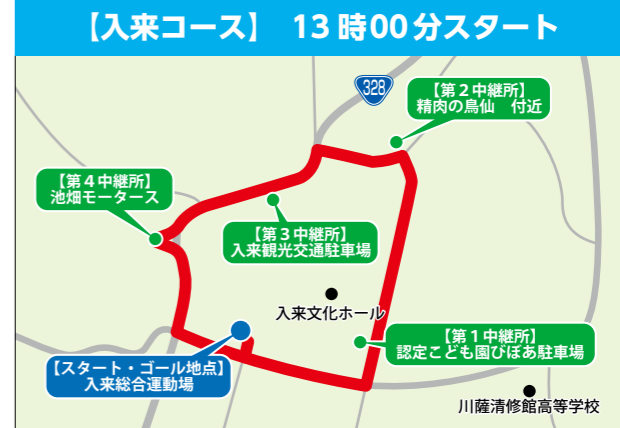 【入来コース】 13時00分スタート
328
【第2中継所】
精肉の鳥仙 付近
【第4中継所】
池畑モータース
【第3中継所】
入来観光交通駐車場
入来文化ホール
【第1中継所】
認定こども園びぽあ駐車場
【スタート・ゴール地点】
入来総合運動場
川薩清修館高等学校